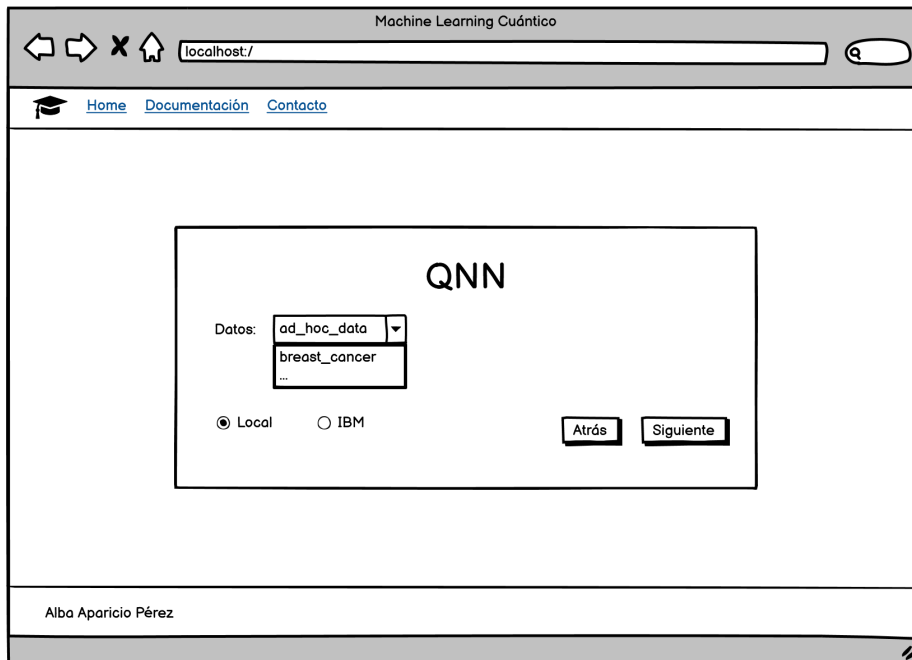 Machine Learning Cuántico
localhost:/
Home Documentación Contacto
QNN
Datos: ad_hoc_data
breast_cancer
...
Local IBM Atrás Siguiente
Alba Aparicio Pérez